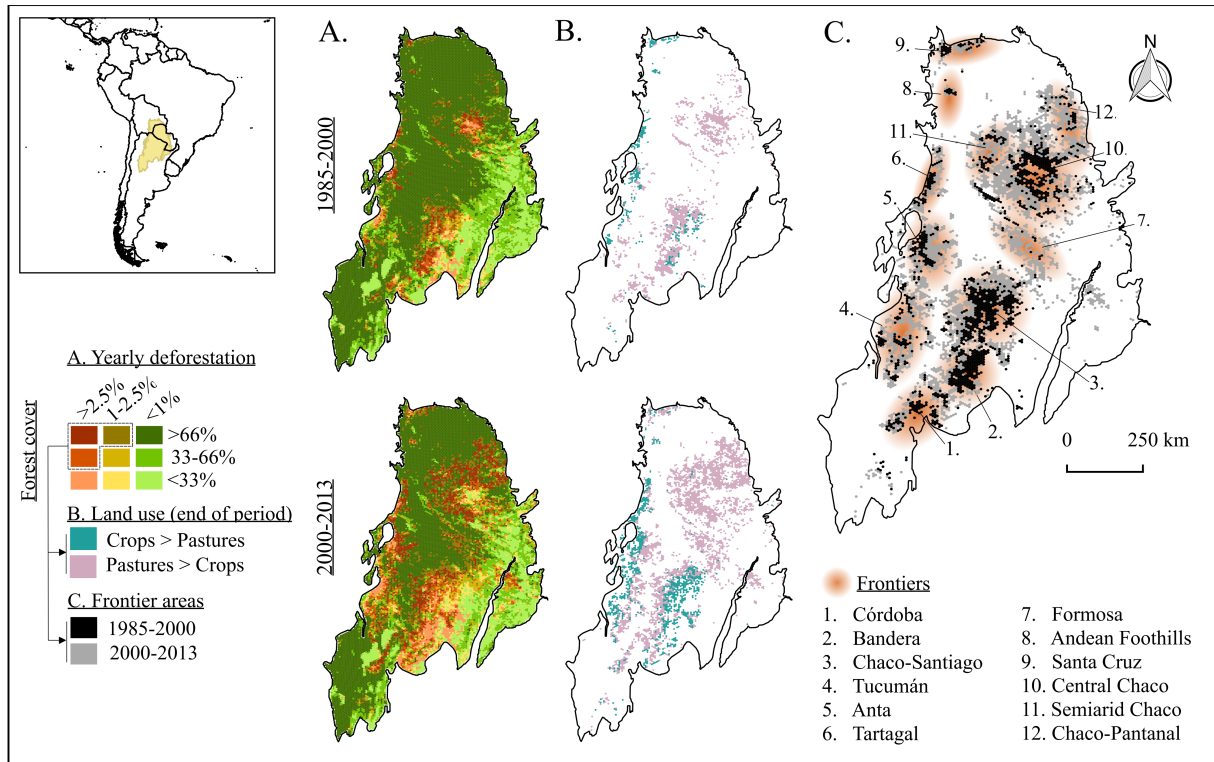 A.
B.
C.
N
1985-2000
2000-2013
9.
8.
11.
6.
5.
4.
12.
10.
7.
3.
2.
1.
0 250 km
A. Yearly deforestation
>2.5% 1-2.5% <1%
Forest cover
>66%
33-66%
<33%
B. Land use (end of period)
Crops > Pastures
Pastures > Crops
C. Frontier areas
1985-2000
2000-2013
Frontiers
1. Córdoba
2. Bandera
3. Chaco-Santiago
4. Tucumán
5. Anta
6. Tartagal
7. Formosa
8. Andean Foothills
9. Santa Cruz
10. Central Chaco
11. Semiarid Chaco
12. Chaco-Pantanal